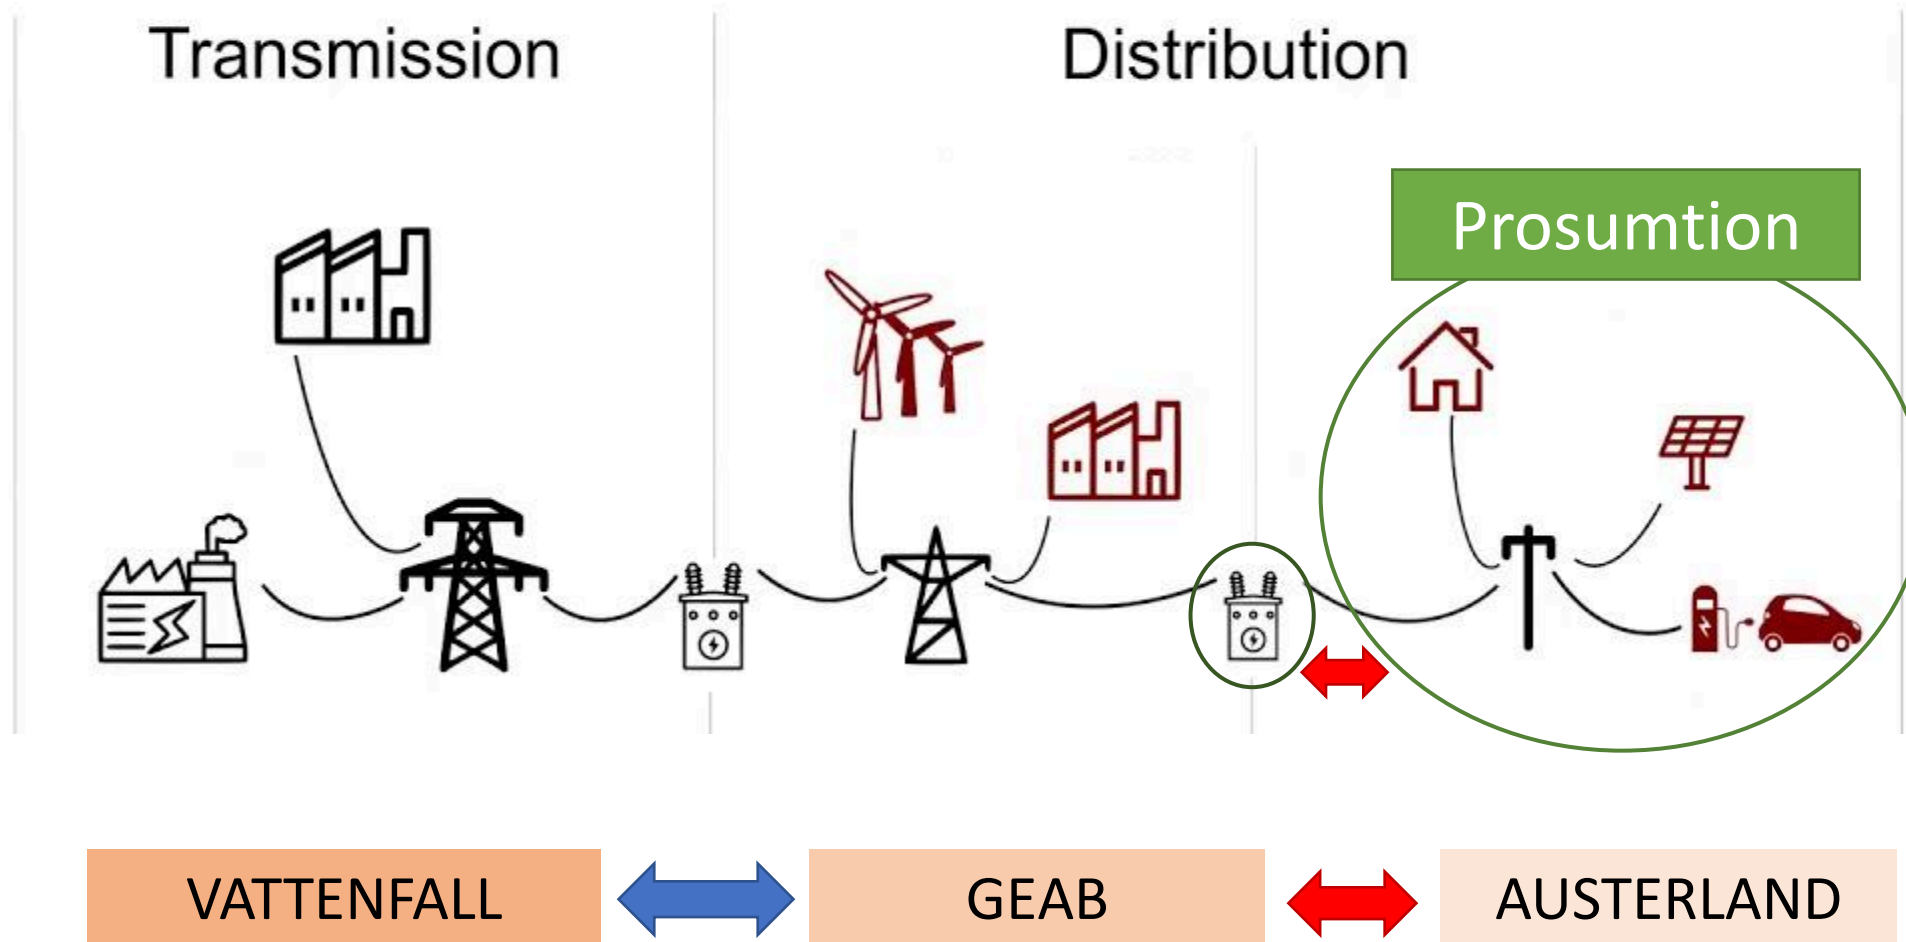 Transmission
Distribution
Prosumtion
VATTENFALL
GEAB
AUSTERLAND